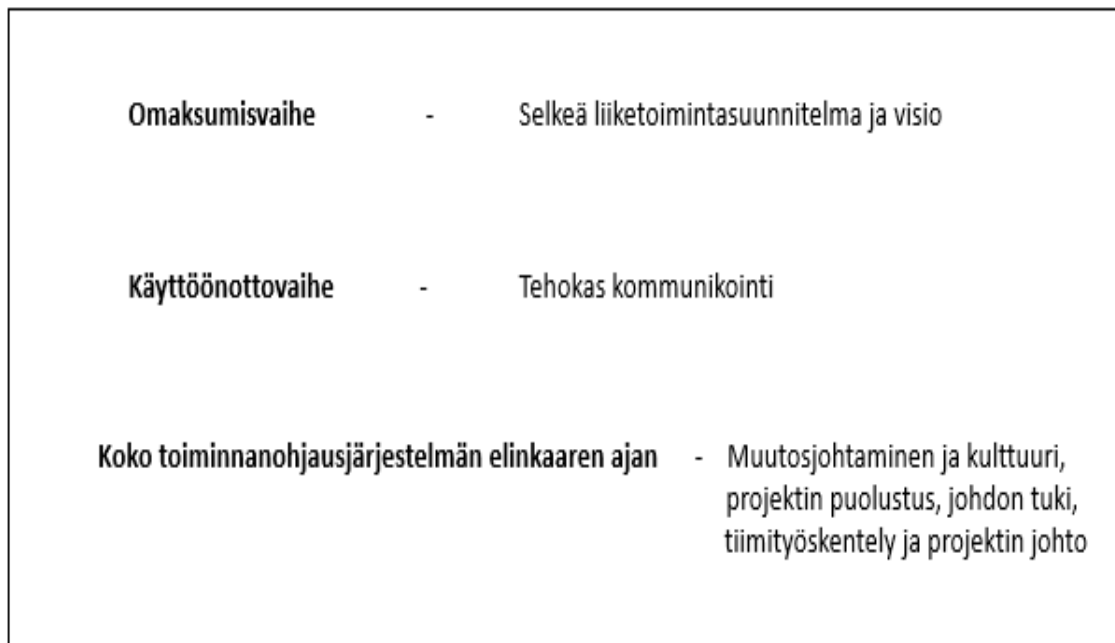 Omaksumisvaihe - Selkeä liiketoimintasuunnitelma ja visio
Käyttöönottovaihe - Tehokas kommunikointi
Koko toiminnanohjausjärjestelmän elinkaaren ajan - Muutosjohtaminen ja kulttuuri,
projektin puolustus, johdon tuki,
tiimityöskentely ja projektin johto